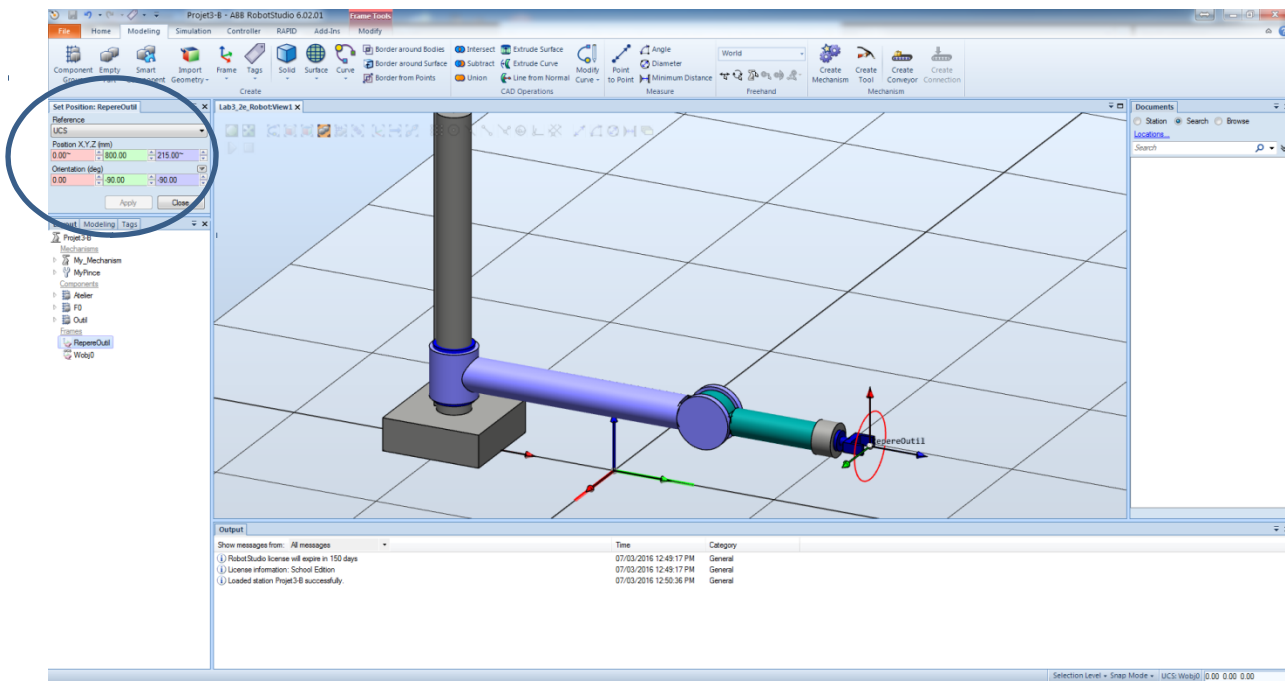 Projet3-B - ABB RobotStudio 6.02.01
Frame Tools
File Home Modeling Simulation Controller RAPID Add-Ins Modify
Component Group
Empty Part
Smart Component
Import Geometry
Frame
Tags
Create
Solid
Surface
Curve
Border around Bodies
Border around Surface
Border from Points
Intersect
Subtract
Union
Extrude Surface
Extrude Curve
Line from Normal
CAD Operations
Modify Curve
Point to Point
Angle
Diameter
Minimum Distance
Measure
World
Freehand
Create Mechanism
Create Tool
Create Conveyor
Create Connection
Mechanism
Set Position: RepereOutil
Reference
UCS
Position X,Y,Z (mm)
0.00~ 800.00 215.00~
Orientation (deg)
0.00 -90.00 -90.00
Apply Close
Layout Modeling Tags
Projet3-B
Mechanisms
My_Mechanism
MyPince
Components
Atelier
F0
Outil
Frames
RepereOutil
Wobj0
Lab3_2e_Robot:View1
RepereOutil
Documents
Station Search Browse
Locations...
Search
Output
Show messages from: All messages Time Category
RobotStudio license will expire in 150 days 07/03/2016 12:49:17 PM General
License information: School Edition 07/03/2016 12:49:17 PM General
Loaded station Projet3-B successfully. 07/03/2016 12:50:36 PM General
Selection Level Snap Mode UCS: Wobj0 0.00 0.00 0.00